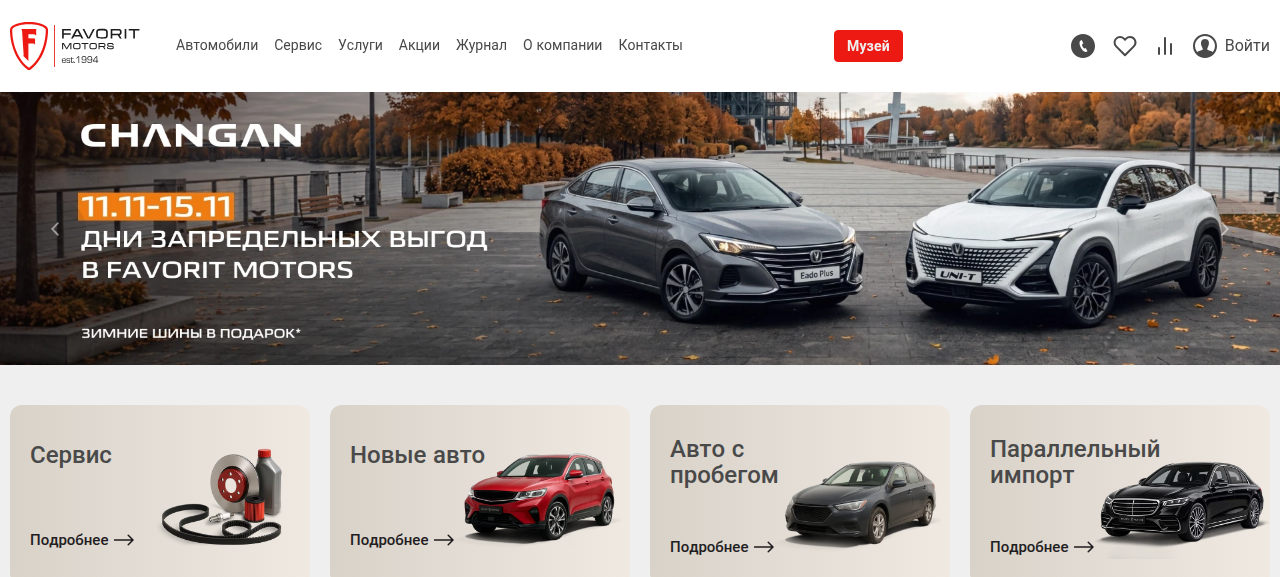 FAVORIT
MOTORS
est.1994
Автомобили Сервис Услуги Акции Журнал О компании Контакты
Музей
Войти
CHANGAN
11.11-15.11
ДНИ ЗАПРЕДЕЛЬНЫХ ВЫГОД
В FAVORIT MOTORS
ЗИМНИЕ ШИНЫ В ПОДАРОК*
Eado Plus
UNI-T
Сервис
Подробнее
Новые авто
Подробнее
Авто с
пробегом
Подробнее
Параллельный
импорт
Подробнее